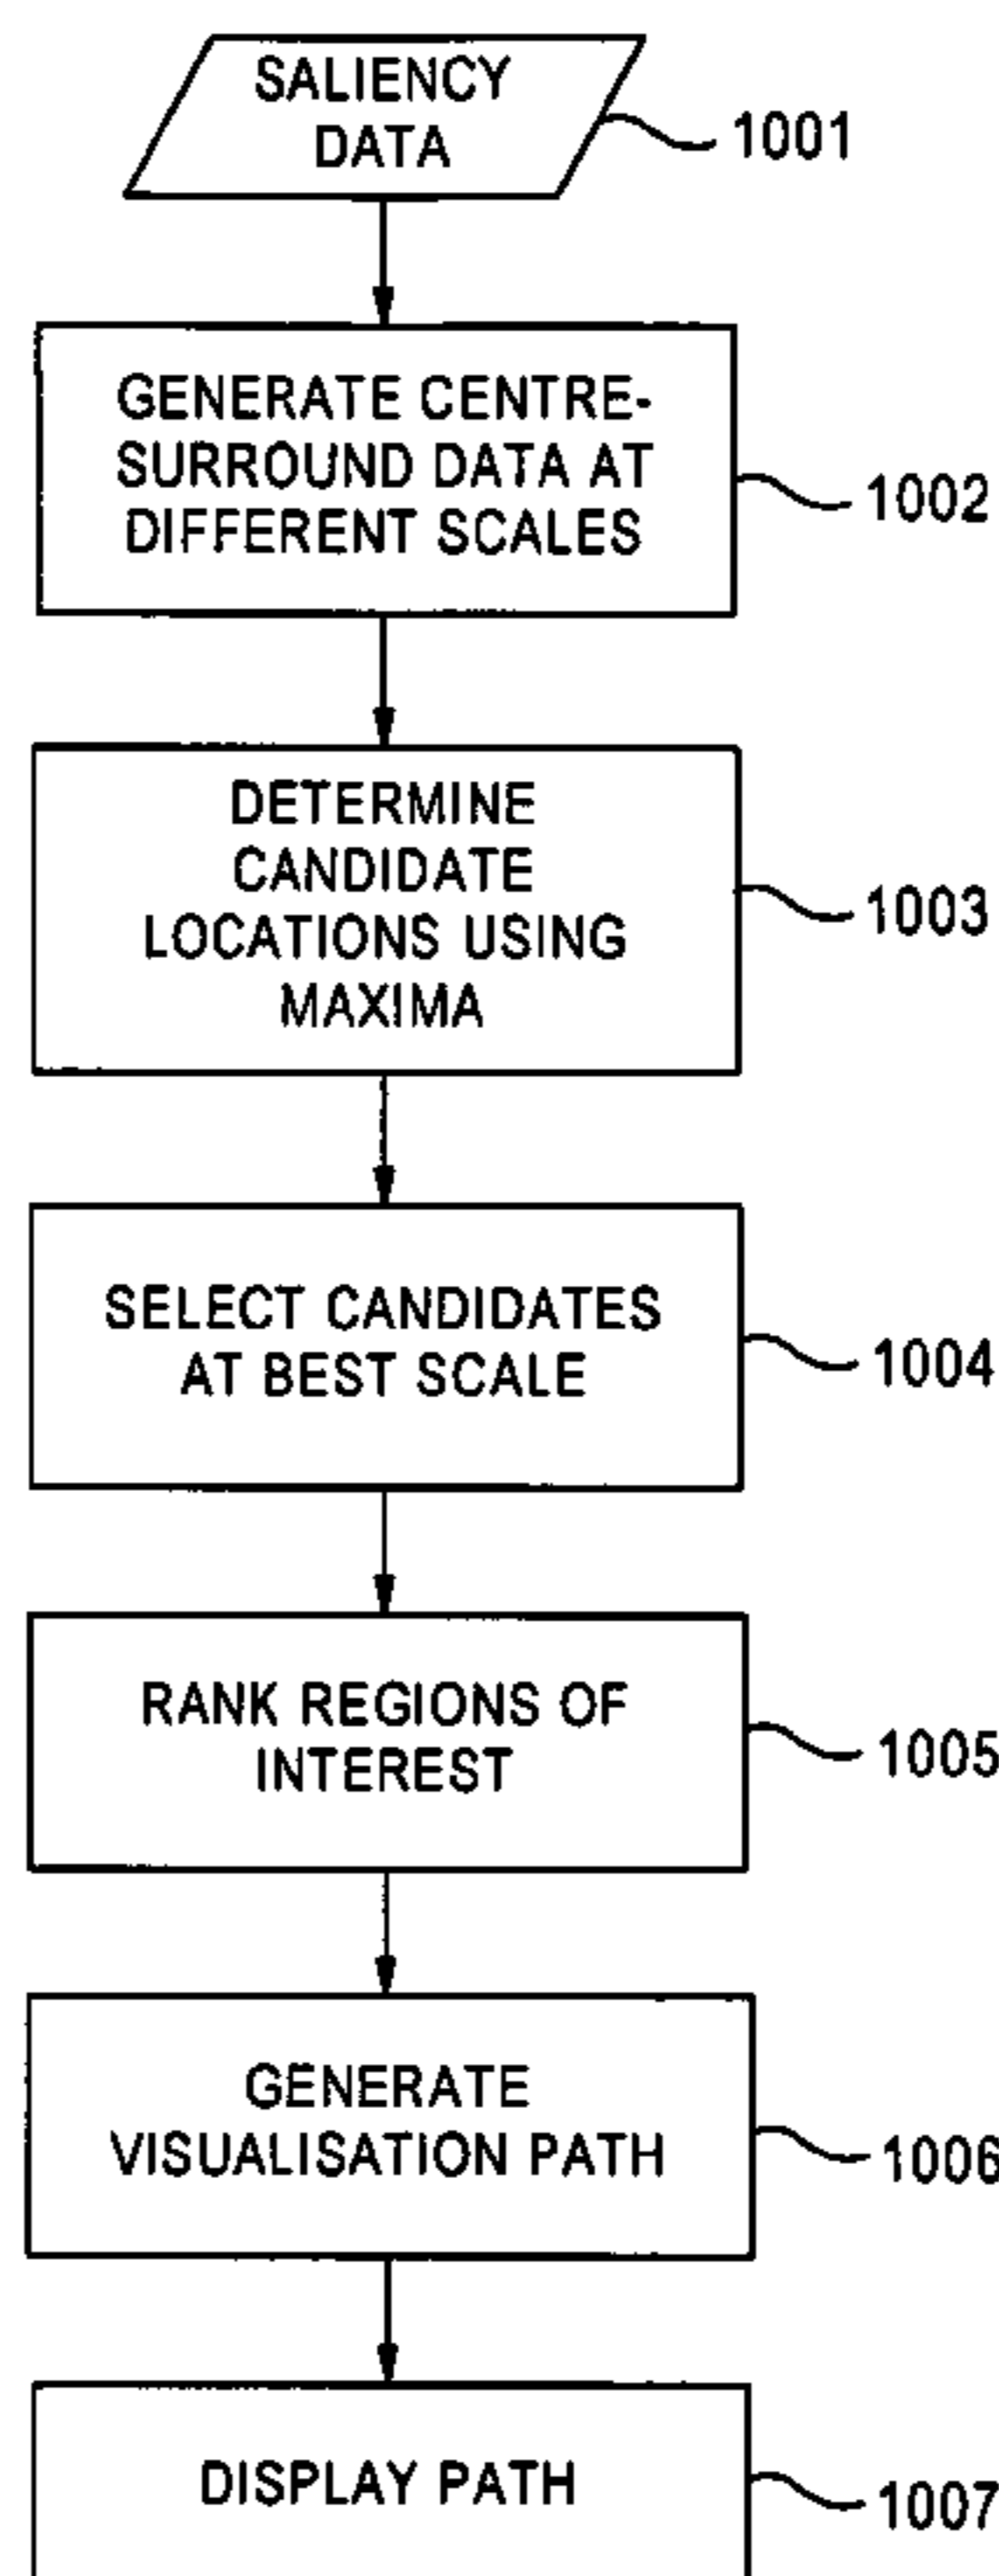 SALIENCY
DATA
1001
GENERATE CENTRE-
SURROUND DATA AT
DIFFERENT SCALES
1002
DETERMINE
CANDIDATE
LOCATIONS USING
MAXIMA
1003
SELECT CANDIDATES
AT BEST SCALE
1004
RANK REGIONS OF
INTEREST
1005
GENERATE
VISUALISATION PATH
1006
DISPLAY PATH
1007